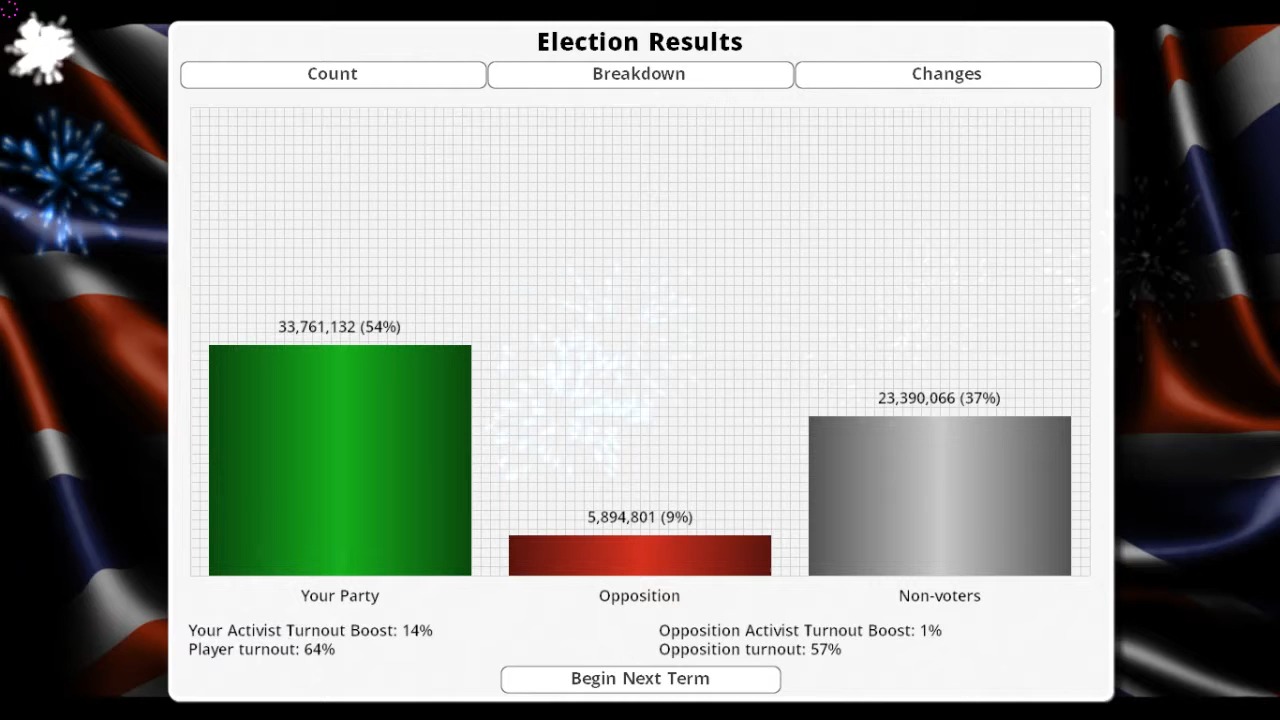 Election Results
Count
Breakdown
Changes
33,761,132 (54%)
5,894,801 (9%)
23,390,066 (37%)
Your Party
Opposition
Non-voters
Your Activist Turnout Boost: 14%
Opposition Activist Turnout Boost: 1%
Player turnout: 64%
Opposition turnout: 57%
Begin Next Term